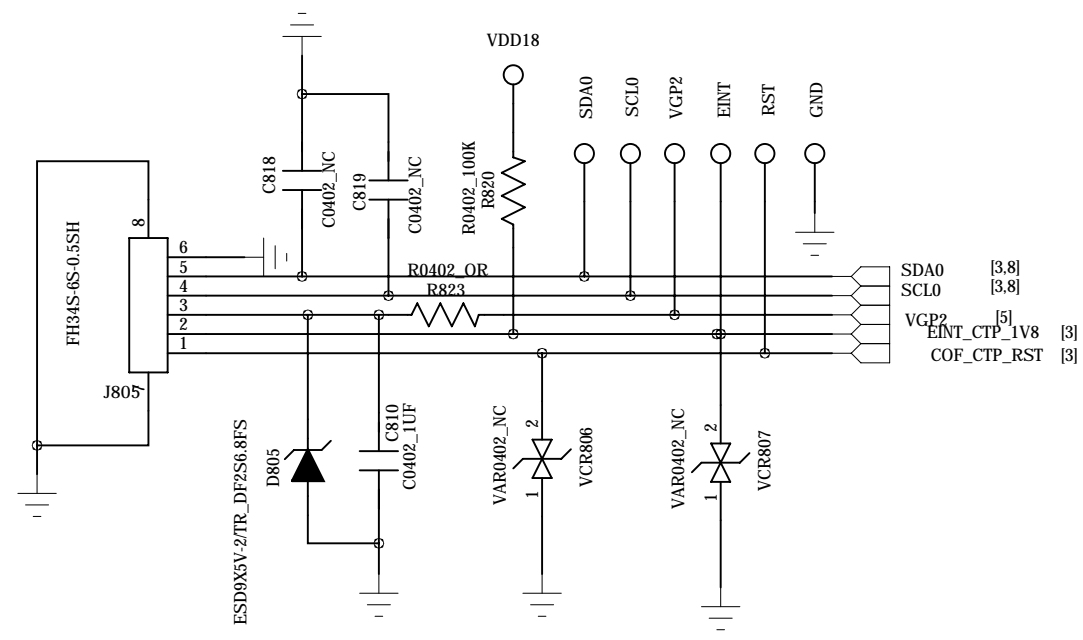 VDD18
SDA0
SCL0
VGP2
EINT
RST
GND
C818
C0402_NC
C819
C0402_NC
R0402_100K
R820
FH34S-6S-0.5SH
8
6
5
4
3
2
1
J805
7
R0402_OR
R823
SDA0 [3,8]
SCL0 [3,8]
VGP2 [5]
EINT_CTP_1V8 [3]
COF_CTP_RST [3]
ESD9X5V-2/TR_DF2S6.8FS
D805
C810
C0402_1UF
VAR0402_NC
2
1
VCR806
VAR0402_NC
2
1
VCR807